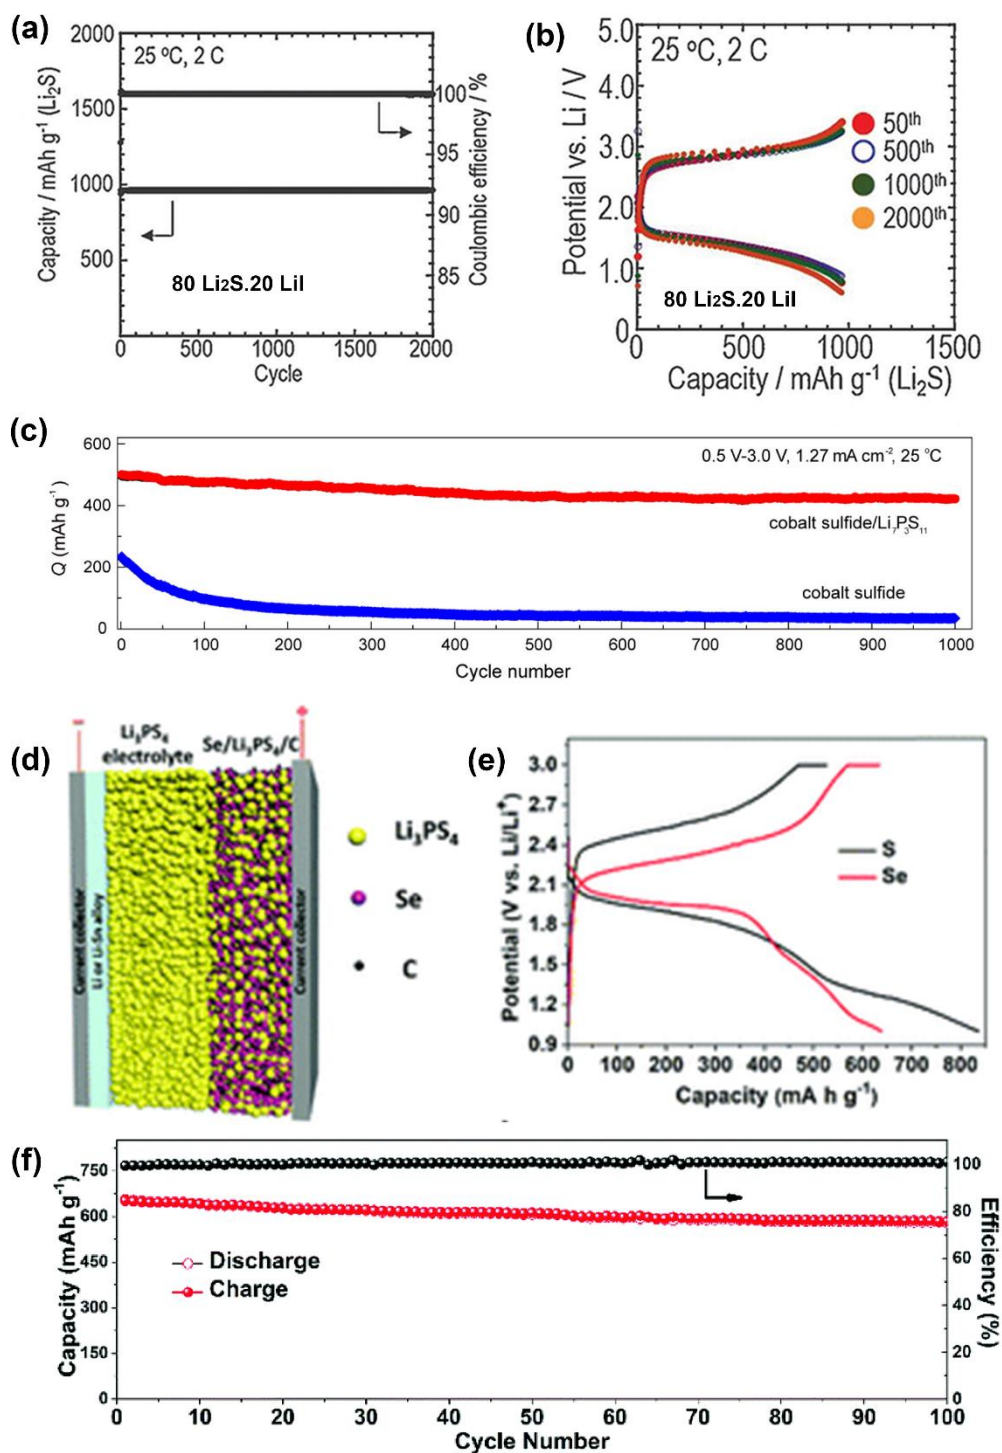 (a)
25 ºC, 2 C
80 Li₂S.20 LiI
Capacity / mAh g⁻¹ (Li₂S)
2000
1500
1000
500
Coulombic efficiency / %
100
95
90
85
0
500
1000
1500
2000
Cycle
(b)
25 ºC, 2 C
50th
500th
1000th
2000th
80 Li₂S.20 LiI
Potential vs. Li / V
5.0
4.0
3.0
2.0
1.0
0
0
500
1000
1500
Capacity / mAh g⁻¹ (Li₂S)
(c)
0.5 V-3.0 V, 1.27 mA cm⁻², 25 °C
cobalt sulfide/Li₇P₃S₁₁
cobalt sulfide
Q (mAh g⁻¹)
600
400
200
0
0
100
200
300
400
500
600
700
800
900
1000
Cycle number
(d)
Li₃PS₄
electrolyte
Se/Li₃PS₄/C
Current collector
Li or Li-Sn alloy
Current collector
Li₃PS₄
Se
C
(e)
S
Se
Potential (V vs. Li/Li⁺)
3.0
2.7
2.4
2.1
1.8
1.5
1.2
0.9
0
100
200
300
400
500
600
700
800
Capacity (mA h g⁻¹)
(f)
Discharge
Charge
Capacity (mAh g⁻¹)
750
600
450
300
150
0
Efficiency (%)
100
80
60
40
20
0
0
10
20
30
40
50
60
70
80
90
100
Cycle Number